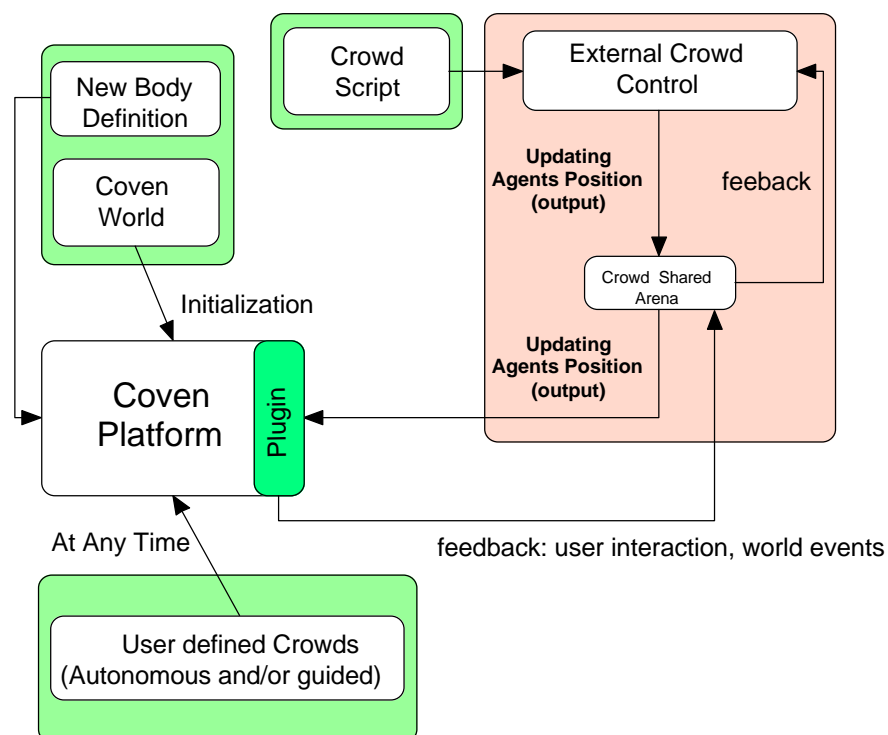 New Body
Definition
Coven
World
Crowd
Script
External Crowd
Control
Updating
Agents Position
(output)
feeback
Crowd Shared
Arena
Initialization
Updating
Agents Position
(output)
Coven
Platform
Plugin
At Any Time
feedback: user interaction, world events
User defined Crowds
(Autonomous and/or guided)